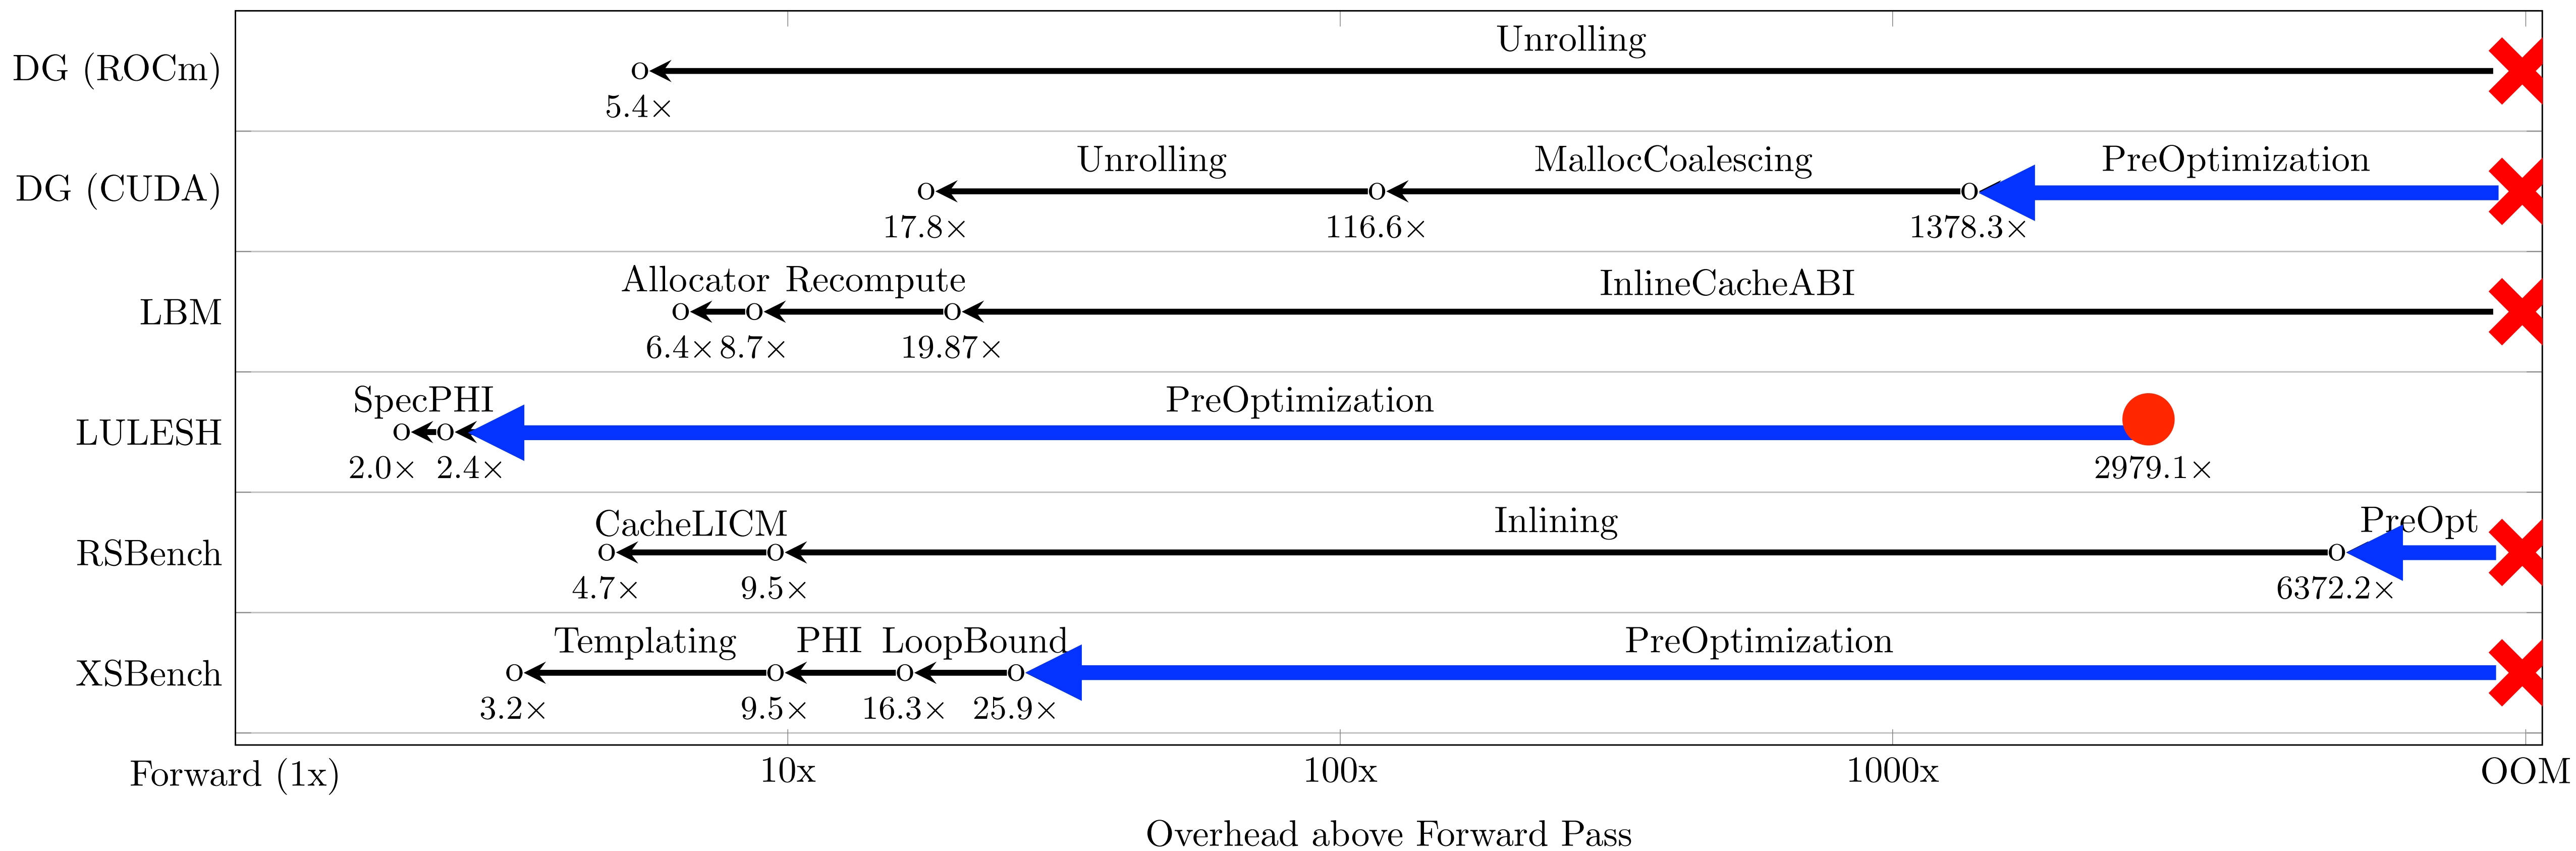 Unrolling
DG (ROCm)
5.4×
Unrolling MallocCoalescing PreOptimization
DG (CUDA)
17.8× 116.6× 1378.3×
Allocator Recompute InlineCacheABI
LBM
6.4× 8.7× 19.87×
SpecPHI PreOptimization
LULESH
2.0× 2.4× 2979.1×
CacheLICM Inlining PreOpt
RSBench
4.7× 9.5× 6372.2×
Templating PHI LoopBound PreOptimization
XSBench
3.2× 9.5× 16.3× 25.9×
Forward (1x) 10x 100x 1000x OOM
Overhead above Forward Pass